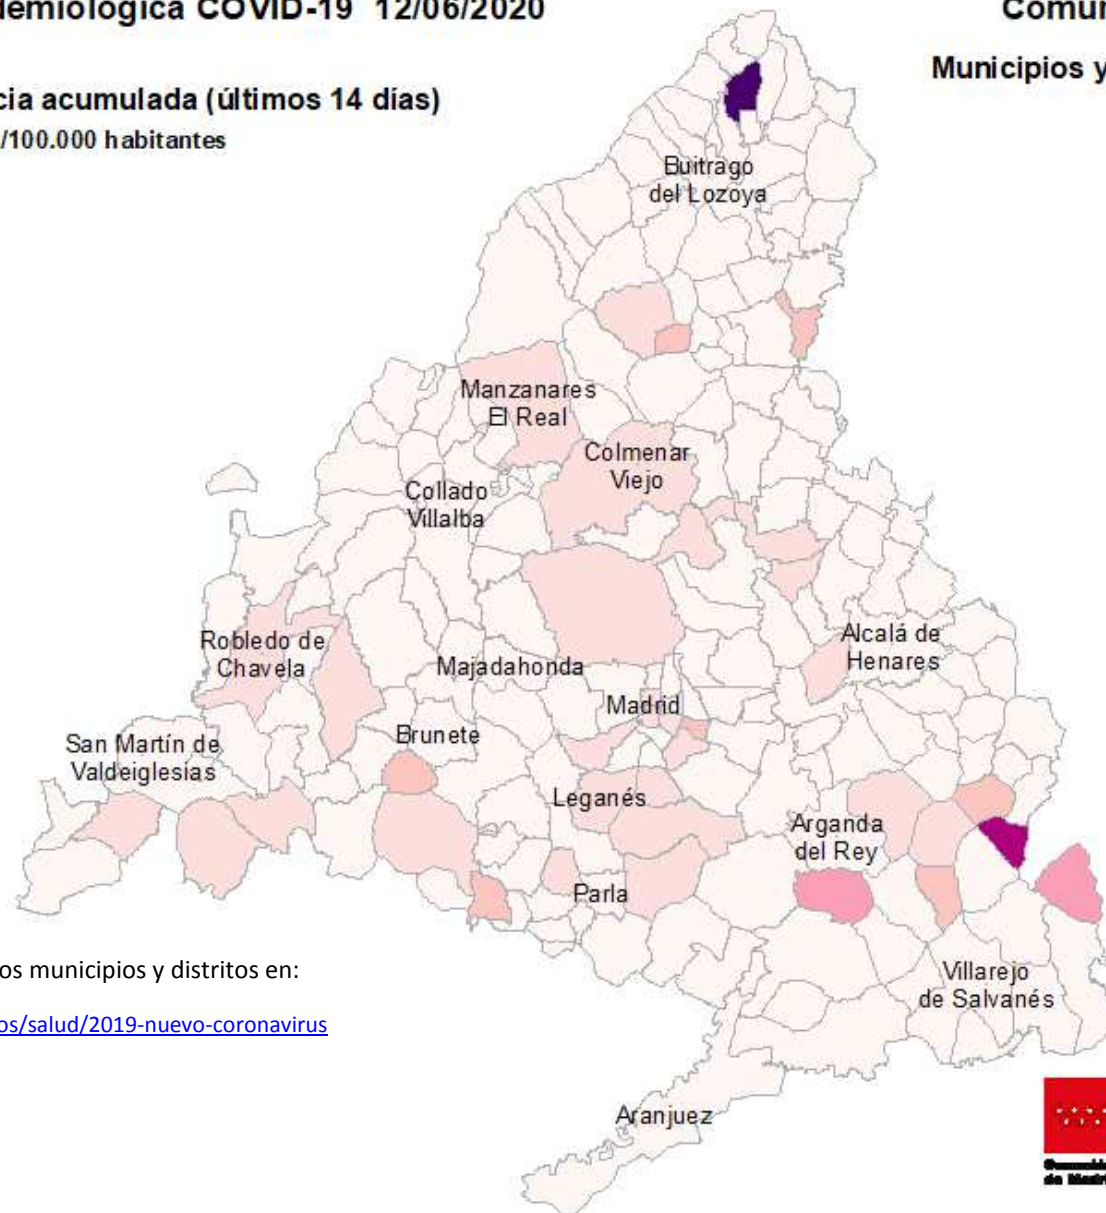 demiológica COVID-19 12/06/2020
Comun
Municipios y
cia acumulada (últimos 14 días)
/100.000 habitantes
Buitrago
del Lozoya
Manzanares
El Real
Colmenar
Viejo
Collado
Villalba
Robledo de
Chavela
Majadahonda
Alcalá de
Henares
Madrid
San Martín de
Valdeiglesias
Brunete
Leganés
Arganda
del Rey
Parla
os municipios y distritos en:
Villarejo
de Salvanés
os/salud/2019-nuevo-coronavirus
Aranjuez
de Madri